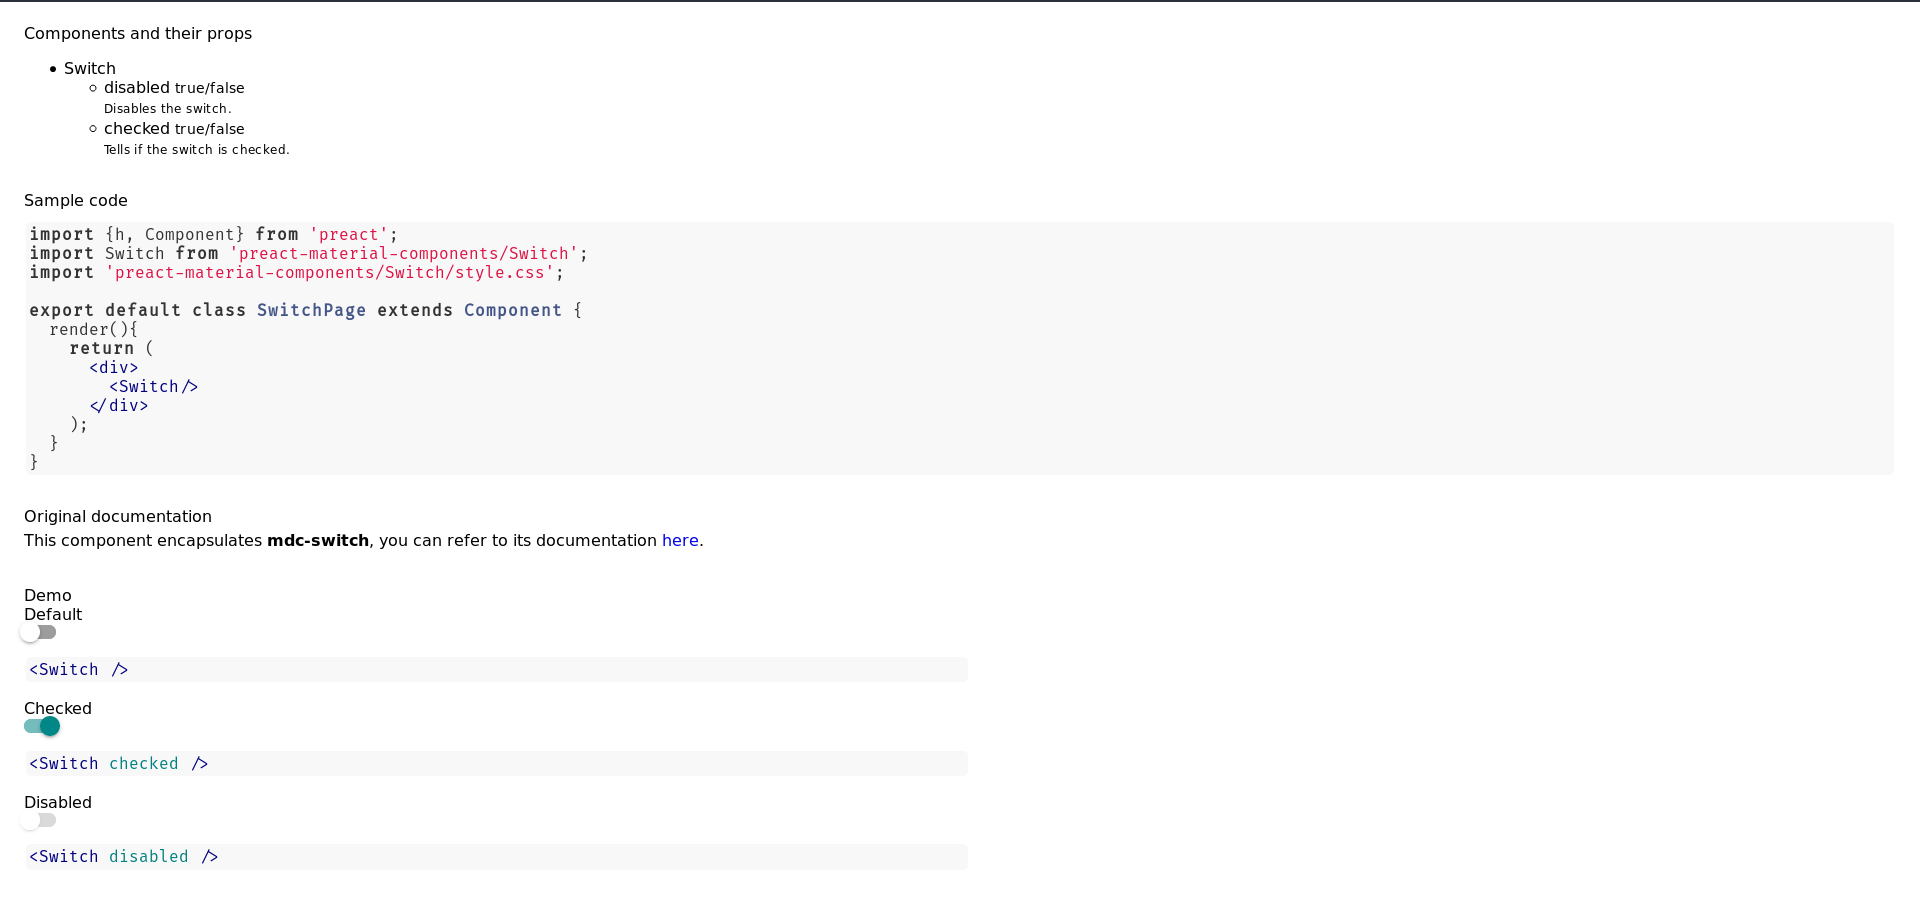 Components and their props
Switch
disabled true/false
Disables the switch.
checked true/false
Tells if the switch is checked.
Sample code
import {h, Component} from 'preact';
import Switch from 'preact-material-components/Switch';
import 'preact-material-components/Switch/style.css';
export default class SwitchPage extends Component {
  render(){
    return (
      <div>
        <Switch/>
      </div>
    );
  }
}
Original documentation
This component encapsulates mdc-switch, you can refer to its documentation here.
Demo
Default
<Switch />
Checked
<Switch checked />
Disabled
<Switch disabled />